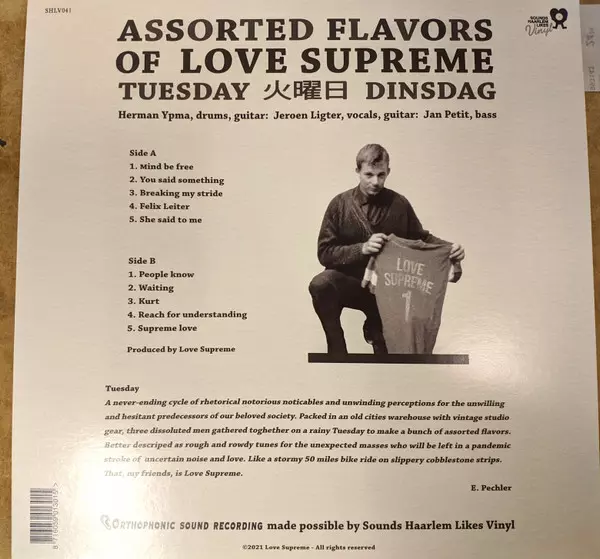 SHLV041
SOUNDS
HAARLEM
LIKES
Vinyl
ASSORTED FLAVORS
OF LOVE SUPREME
TUESDAY 火曜日 DINSDAG
Herman Ypma, drums, guitar: Jeroen Ligter, vocals, guitar: Jan Petit, bass
Side A
1. Mind be free
2. You said something
3. Breaking my stride
4. Felix Leiter
5. She said to me
LOVE
SUPREME
1
Side B
1. People know
2. Waiting
3. Kurt
4. Reach for understanding
5. Supreme love
Produced by Love Supreme
Tuesday
A never-ending cycle of rhetorical notorious noticables and unwinding perceptions for the unwilling
and hesitant predecessors of our beloved society. Packed in an old cities warehouse with vintage studio
gear, three dissoluted men gathered toghether on a rainy Tuesday to make a bunch of assorted flavors.
Better descriped as rough and rowdy tunes for the unexpected masses who will be left in a pandemic
stroke of uncertain noise and love. Like a stormy 50 miles bike ride on slippery cobblestone strips.
That, my friends, is Love Supreme.
E. Pechler
ORTHOPHONIC SOUND RECORDING made possible by Sounds Haarlem Likes Vinyl
©2021 Love Supreme - All rights reserved